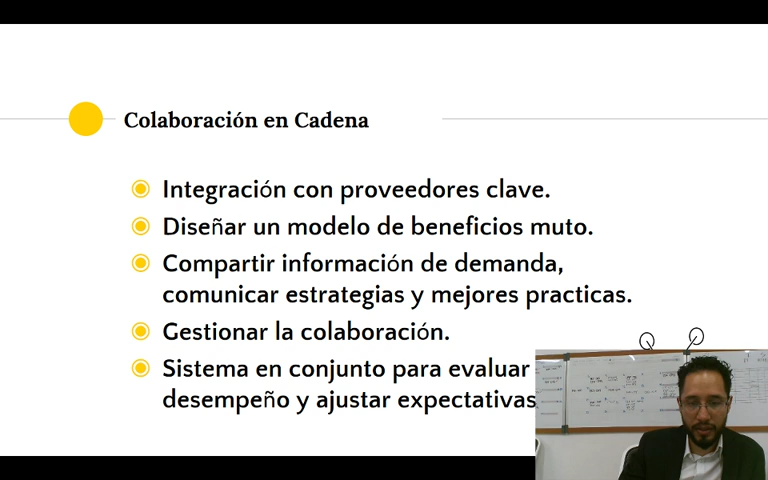 Colaboración en Cadena
Integración con proveedores clave.
Diseñar un modelo de beneficios muto.
Compartir información de demanda,
comunicar estrategias y mejores practicas.
Gestionar la colaboración.
Sistema en conjunto para evaluar
desempeño y ajustar expectativas